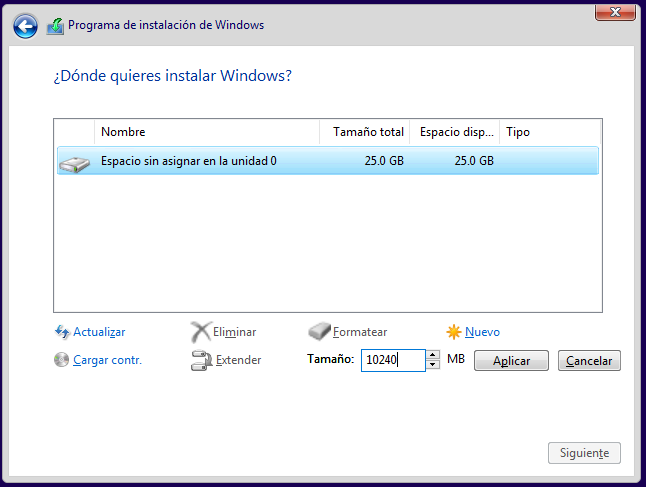 Programa de instalación de Windows
¿Dónde quieres instalar Windows?
Nombre Tamaño total Espacio disp... Tipo
Espacio sin asignar en la unidad 0 25.0 GB 25.0 GB
Actualizar Eliminar Formatear Nuevo
Cargar contr. Extender Tamaño: 10240 MB Aplicar Cancelar
Siguiente